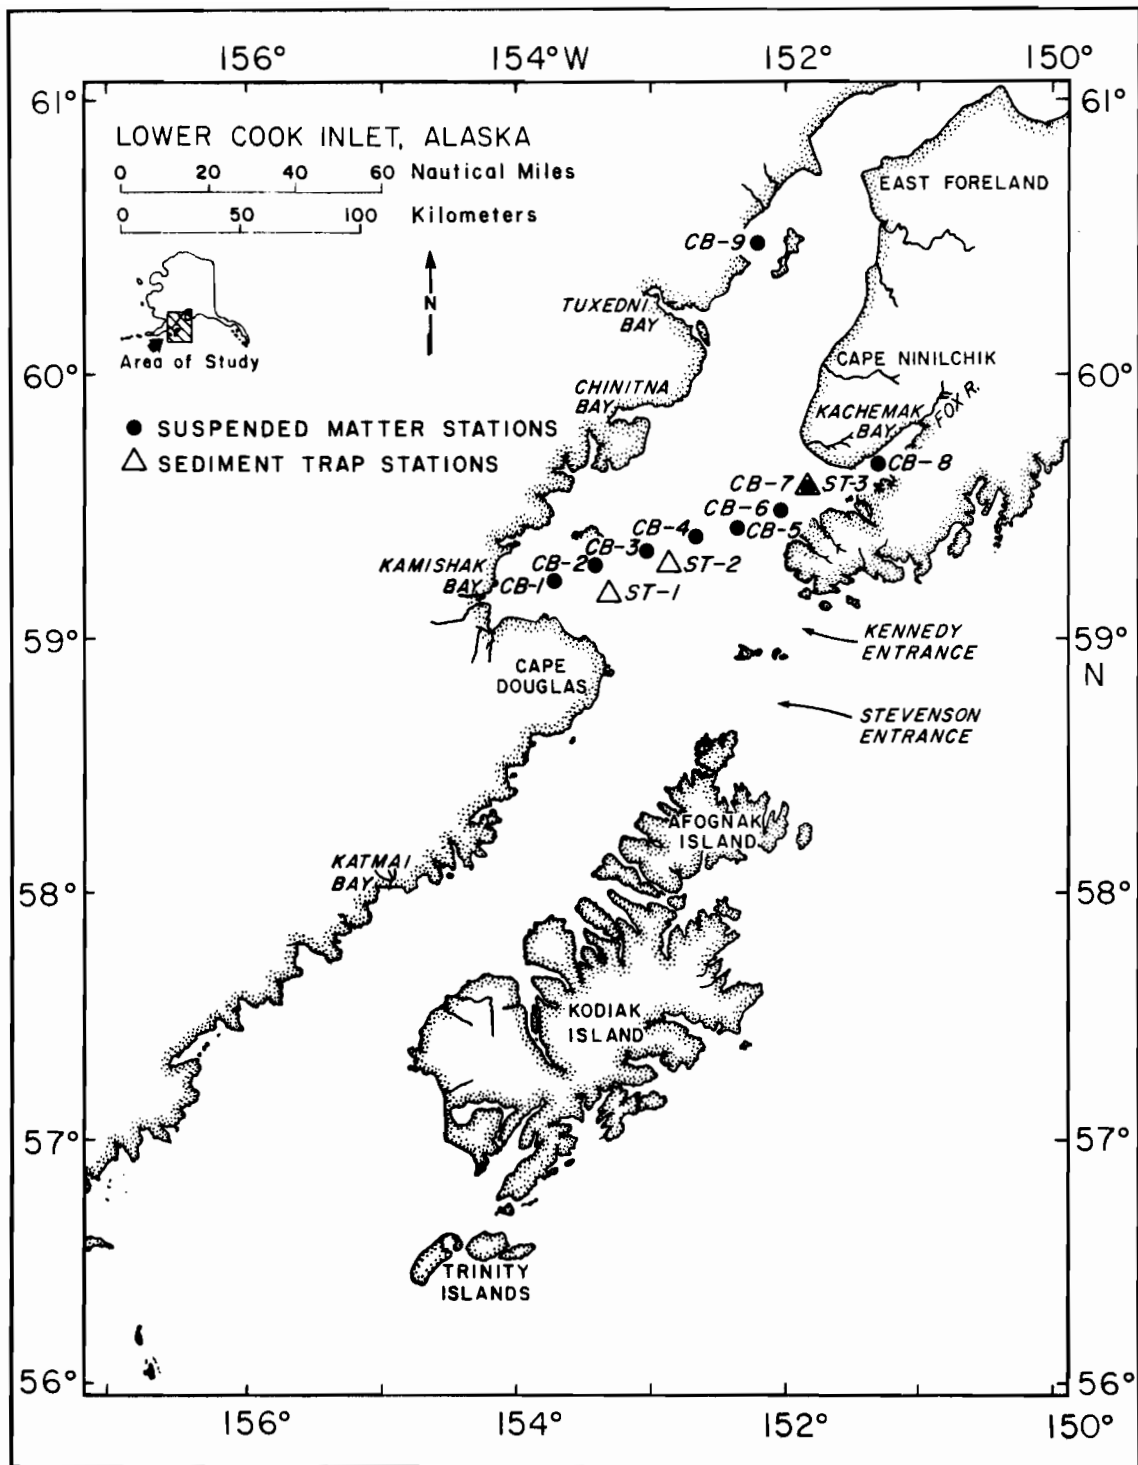 156° 154° W 152° 150°
61° 61°
LOWER COOK INLET, ALASKA
0 20 40 60 Nautical Miles
0 50 100 Kilometers
N
Area of Study
EAST FORELAND
CB-9
TUXEDNI
BAY
60° 60°
CAPE NINILCHIK
CHINITNA
BAY
KACHEMAK
BAY
FOX R.
SUSPENDED MATTER STATIONS
SEDIMENT TRAP STATIONS
CB-8
CB-7 ST-3
CB-6
CB-5
CB-4
CB-3
CB-2
CB-1
KAMISHAK
BAY
ST-2
ST-1
59° 59°
N
KENNEDY
ENTRANCE
CAPE
DOUGLAS
STEVENSON
ENTRANCE
AFOGNAK
ISLAND
KATMAI
BAY
58° 58°
KODIAK
ISLAND
57° 57°
TRINITY
ISLANDS
56° 56°
156° 154° 152° 150°